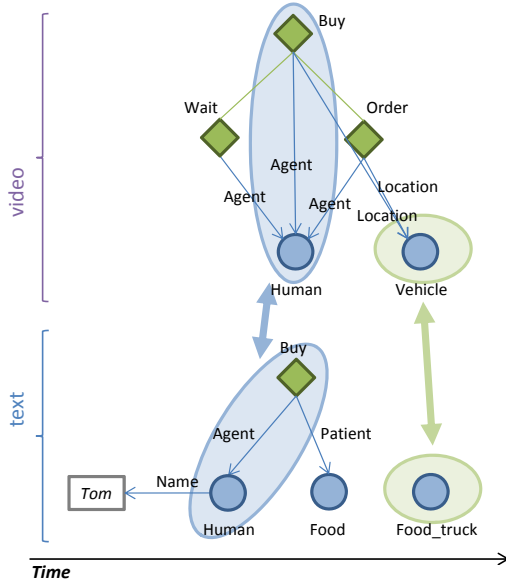 Buy
Wait
Order
Agent
Location
Agent
Agent
Location
Human
Vehicle
video
Buy
Agent
Patient
text
Name
Tom
Human
Food
Food_truck
Time